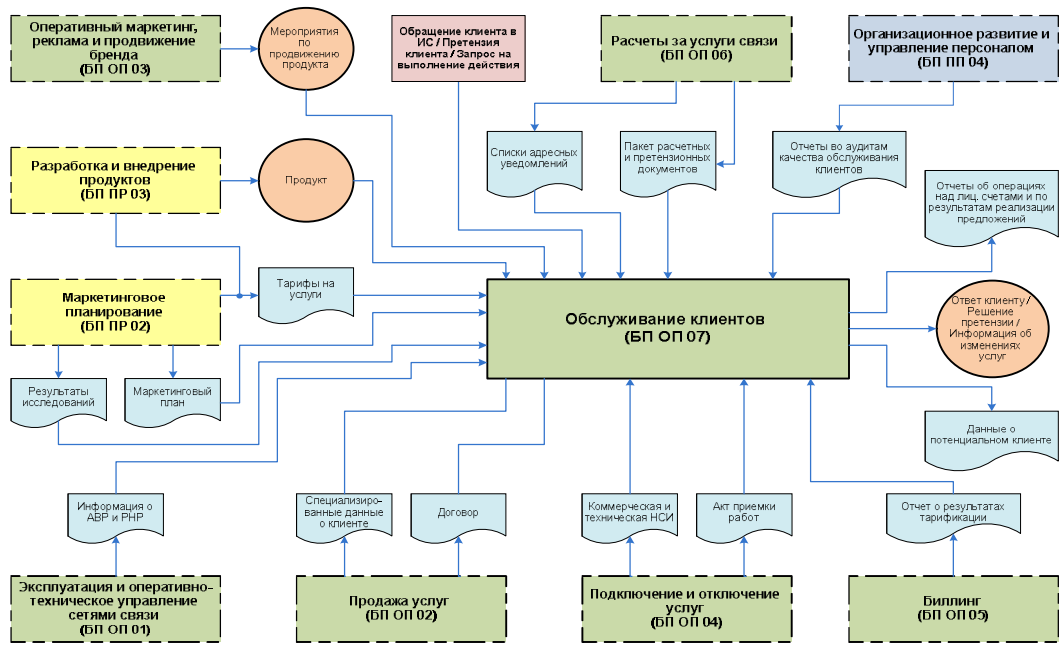 Оперативный маркетинг,
реклама и продвижение
бренда
(БП ОП 03)
Мероприятия
по
продвижению
продукта
Обращение клиента в
ИС / Претензия
клиента / Запрос на
выполнение действия
Расчеты за услуги связи
(БП ОП 06)
Организационное развитие и
управление персоналом
(БП ПП 04)
Списки адресных
уведомлений
Пакет расчетных
и претензионных
документов
Отчеты во аудитам
качества обслуживания
клиентов
Разработка и внедрение
продуктов
(БП ПР 03)
Продукт
Отчеты об операциях
над лиц. счетами и по
результатам реализации
предложений
Маркетинговое
планирование
(БП ПР 02)
Тарифы на
услуги
Обслуживание клиентов
(БП ОП 07)
Ответ клиенту /
Решение
претензии /
Информация об
изменениях
услуг
Результаты
исследований
Маркетинговый
план
Данные о
потенциальном клиенте
Информация о
АВР и РНР
Специализиро-
ванные данные
о клиенте
Договор
Коммерческая и
техническая НСИ
Акт приемки
работ
Отчет о результатах
тарификации
Эксплуатация и оперативно-
техническое управление
сетями связи
(БП ОП 01)
Продажа услуг
(БП ОП 02)
Подключение и отключение
услуг
(БП ОП 04)
Биллинг
(БП ОП 05)